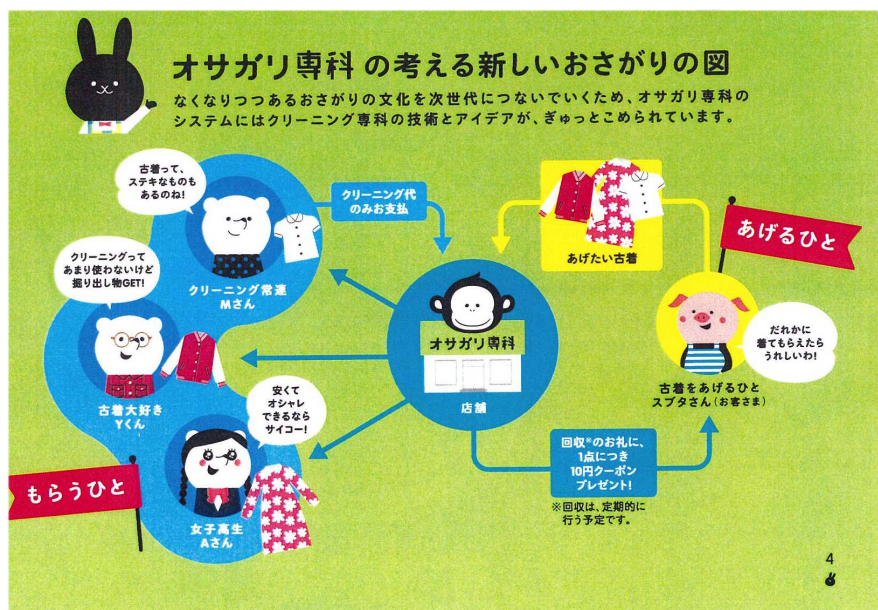 オサガリ専科の考える新しいおさがりの図
なくなりつつあるおさがりの文化を次世代につないでいくため、オサガリ専科の
システムにはクリーニング専科の技術とアイデアが、ぎゅっとこめられています。
古着って、
ステキなものも
あるのね!
クリーニング代
のみお支払
クリーニング常連
Mさん
クリーニングって
あまり使わないけど
掘り出し物GET!
古着大好き
Yくん
安くて
オシャレ
できるなら
サイコー!
女子高生
Aさん
もらうひと
オサガリ専科
店舗
あげたい古着
あげるひと
だれかに
着てもらえたら
うれしいわ!
古着をあげるひと
スブタさん(お客さま)
回収※のお礼に、
1点につき
10円クーポン
プレゼント!
※回収は、定期的に
行う予定です。
4